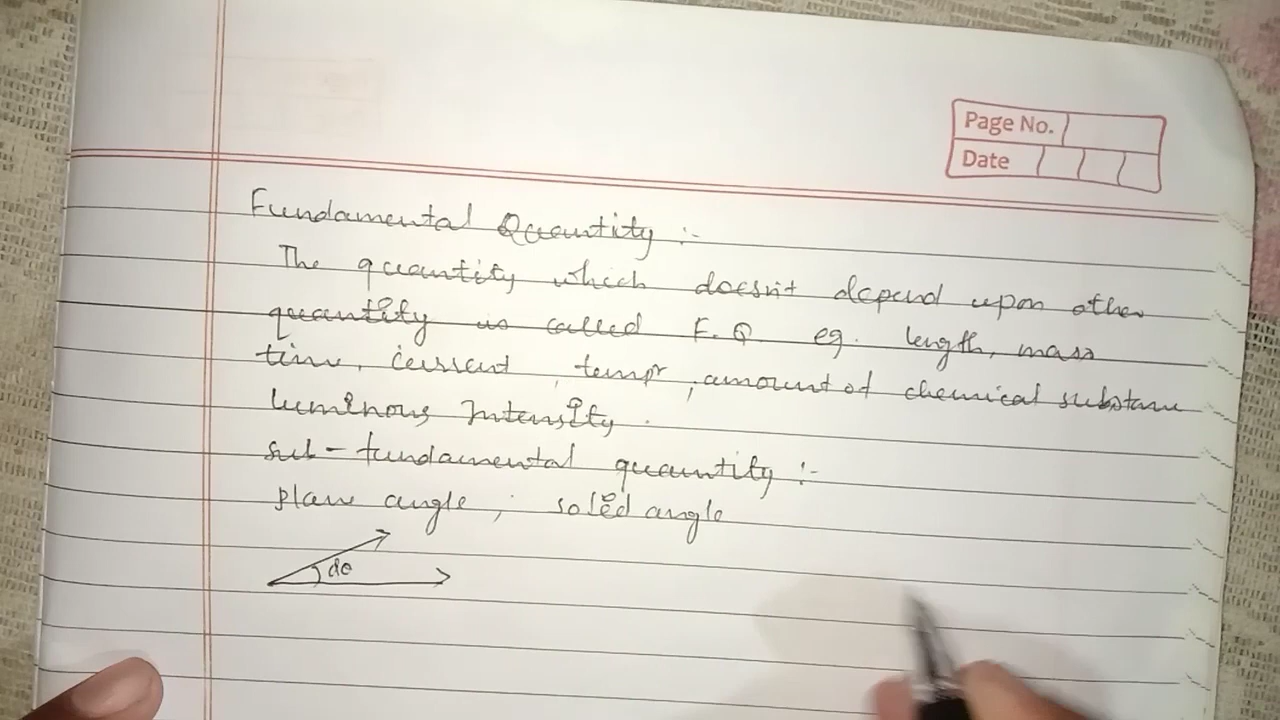 Page No.
Date
Fundamental Quantity :-
The quantity which doesn't depend upon other
quantity is called F.Q. eg. length, mass
time, current, tempr, amount of chemical substance
luminous Intensity.
sub-fundamental quantity :-
plane angle, solid angle
dθ